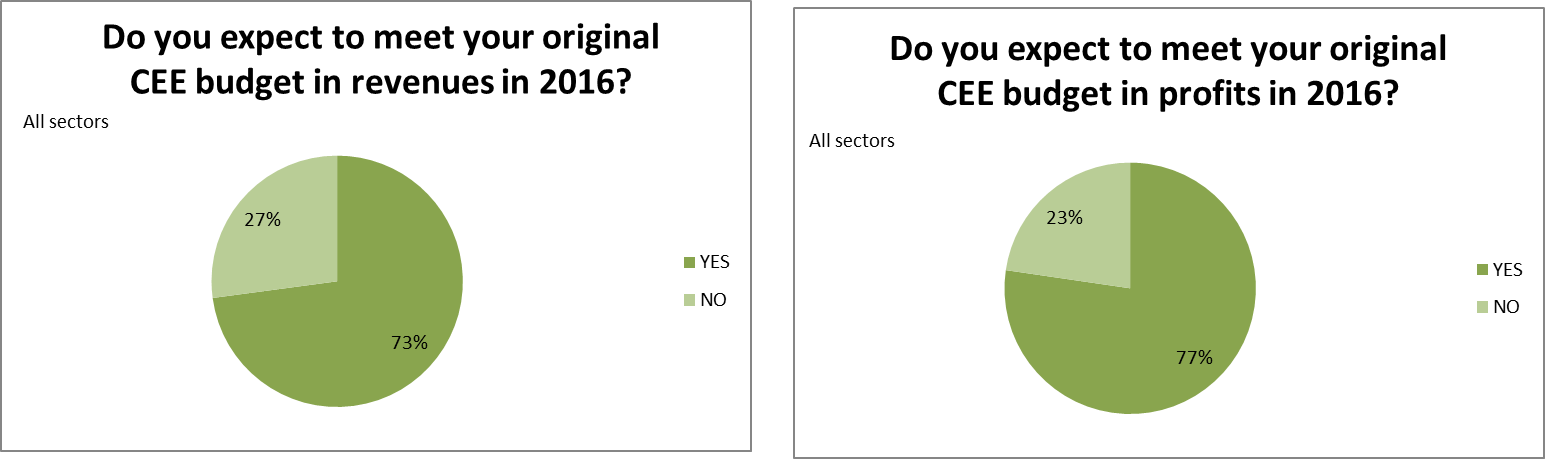 Do you expect to meet your original
CEE budget in revenues in 2016?
All sectors
27%
73%
YES
NO
Do you expect to meet your original
CEE budget in profits in 2016?
All sectors
23%
77%
YES
NO